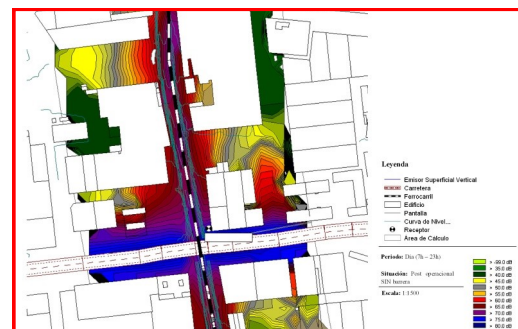 Leyenda
Emisor Superficial Vertical
Carretera
Ferrocarril
Edificio
Pantalla
Curva de Nivel...
Receptor
Área de Cálculo
Periodo: Día (7h - 23h)
Situación: Post operacional
SIN barrera
Escala: 1:1500
> -99.0 dB
> 35.0 dB
> 40.0 dB
> 45.0 dB
> 50.0 dB
> 55.0 dB
> 60.0 dB
> 65.0 dB
> 70.0 dB
> 75.0 dB
> 80.0 dB